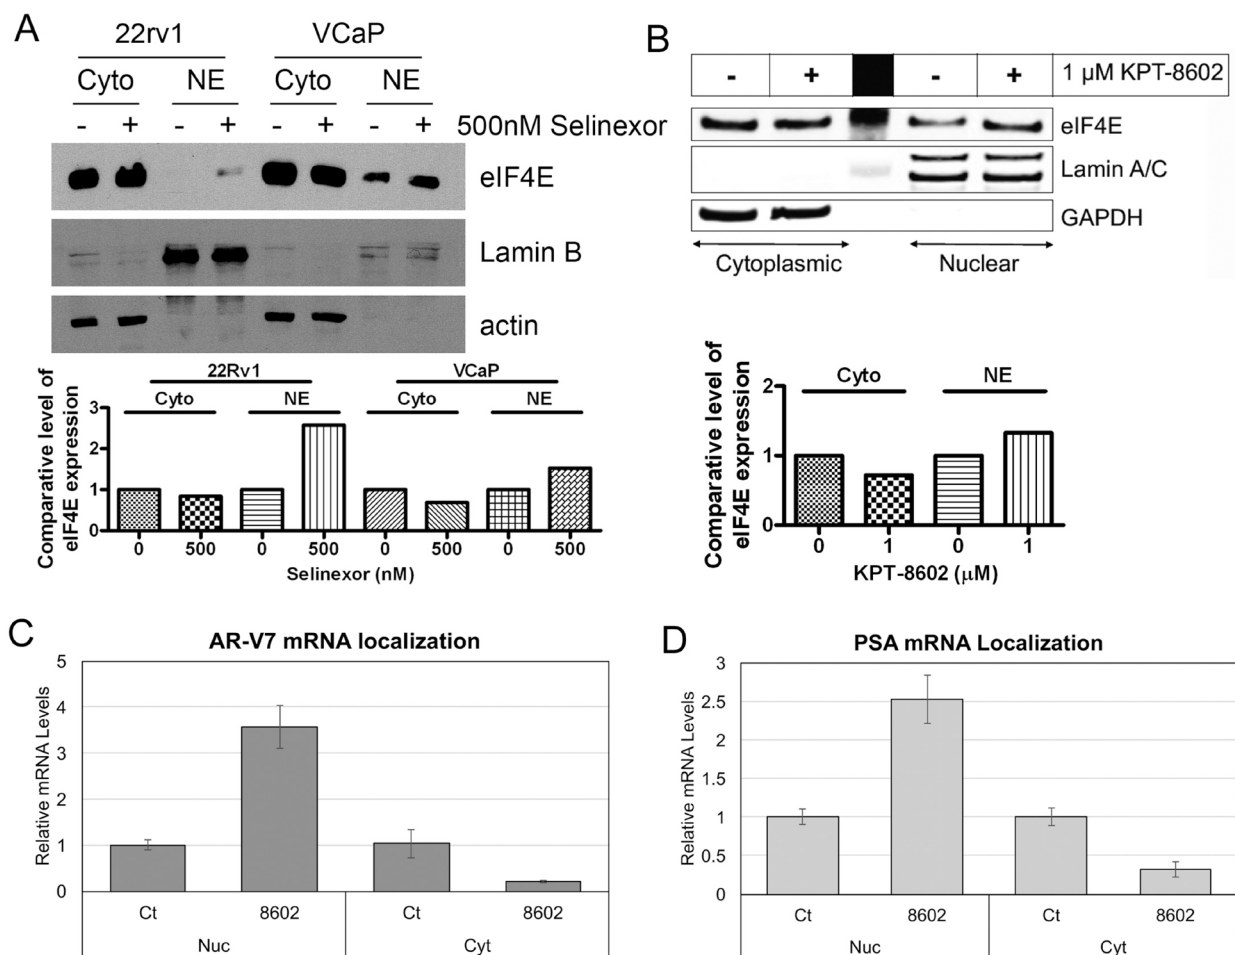 A
22rv1 VCaP
Cyto NE Cyto NE
- + - + - + - + 500nM Selinexor
eIF4E
Lamin B
actin
Comparative level of
eIF4E expression
22Rv1 VCaP
Cyto NE Cyto NE
3
2
1
0
0 500 0 500 0 500 0 500
Selinexor (nM)
B
- + - + 1 µM KPT-8602
eIF4E
Lamin A/C
GAPDH
Cytoplasmic Nuclear
Comparative level of
eIF4E expression
Cyto NE
2
1
0
0 1 0 1
KPT-8602 (µM)
C
AR-V7 mRNA localization
Relative mRNA Levels
5
4
3
2
1
0
Ct 8602 Ct 8602
Nuc Cyt
D
PSA mRNA Localization
Relative mRNA Levels
3
2.5
2
1.5
1
0.5
0
Ct 8602 Ct 8602
Nuc Cyt